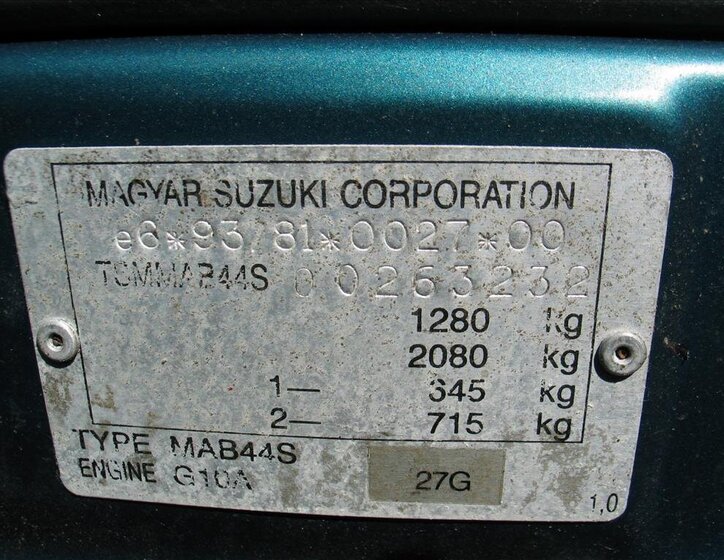 MAGYAR SUZUKI CORPORATION
e6*93/81*0027*00
TSMMAB44S 00263232
1280 kg
2080 kg
1— 645 kg
2— 715 kg
TYPE MAB44S
ENGINE G10A
27G
1,0